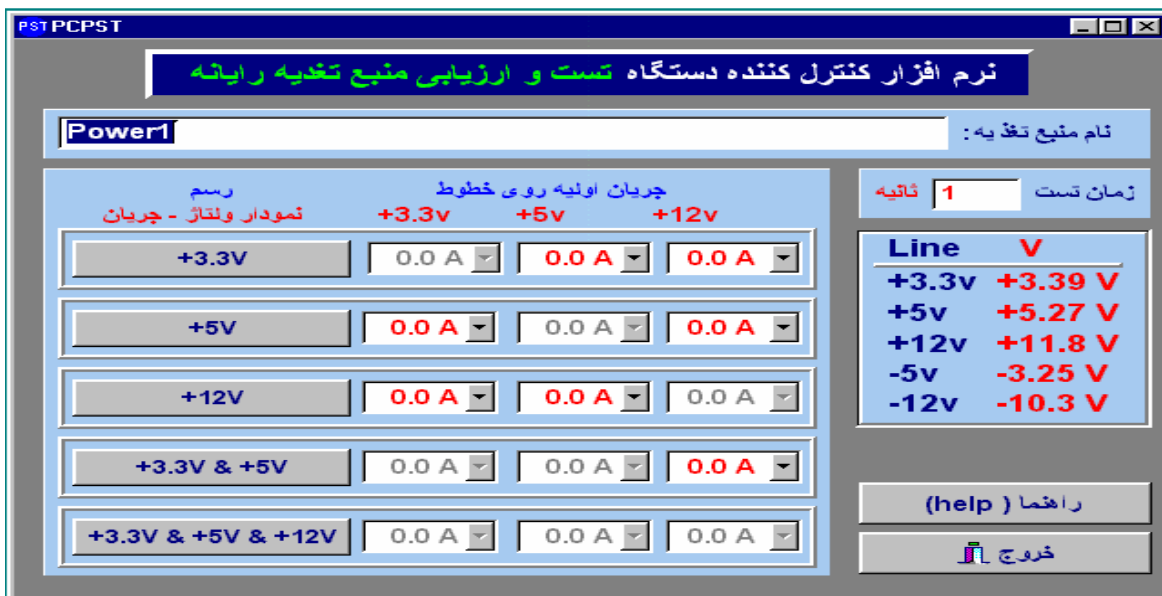 PST PCPST
نرم افزار کنترل کننده دستگاه تست و ارزیابی منبع تغدیه رایانه
نام منبع تغذیه: Power1
زمان تست 1 ثانیه
جریان اولیه روی خطوط
رسم
نمودار ولتاژ - جریان
+3.3v +5v +12v
+3.3V 0.0 A 0.0 A 0.0 A
+5V 0.0 A 0.0 A 0.0 A
+12V 0.0 A 0.0 A 0.0 A
+3.3V & +5V 0.0 A 0.0 A 0.0 A
+3.3V & +5V & +12V 0.0 A 0.0 A 0.0 A
Line V
+3.3v +3.39 V
+5v +5.27 V
+12v +11.8 V
-5v -3.25 V
-12v -10.3 V
راهنما ( help)
خروج